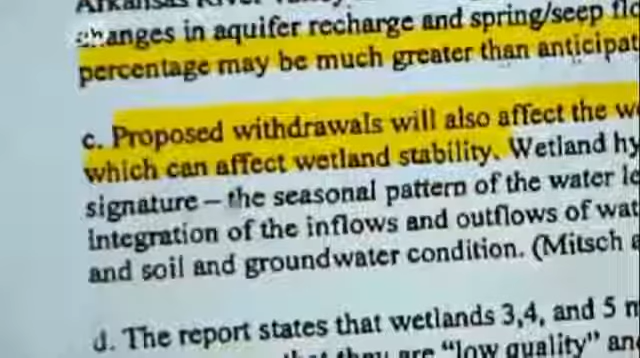 Arkansas River
changes in aquifer recharge and spring/seep
percentage may be much greater than
c. Proposed withdrawals will also affect the
which can affect wetland stability. Wetland
signature – the seasonal pattern of the water
integration of the inflows and outflows of
and soil and groundwater condition. (Mitsch
d. The report states that wetlands 3,4, and 5
that they are "low quality"